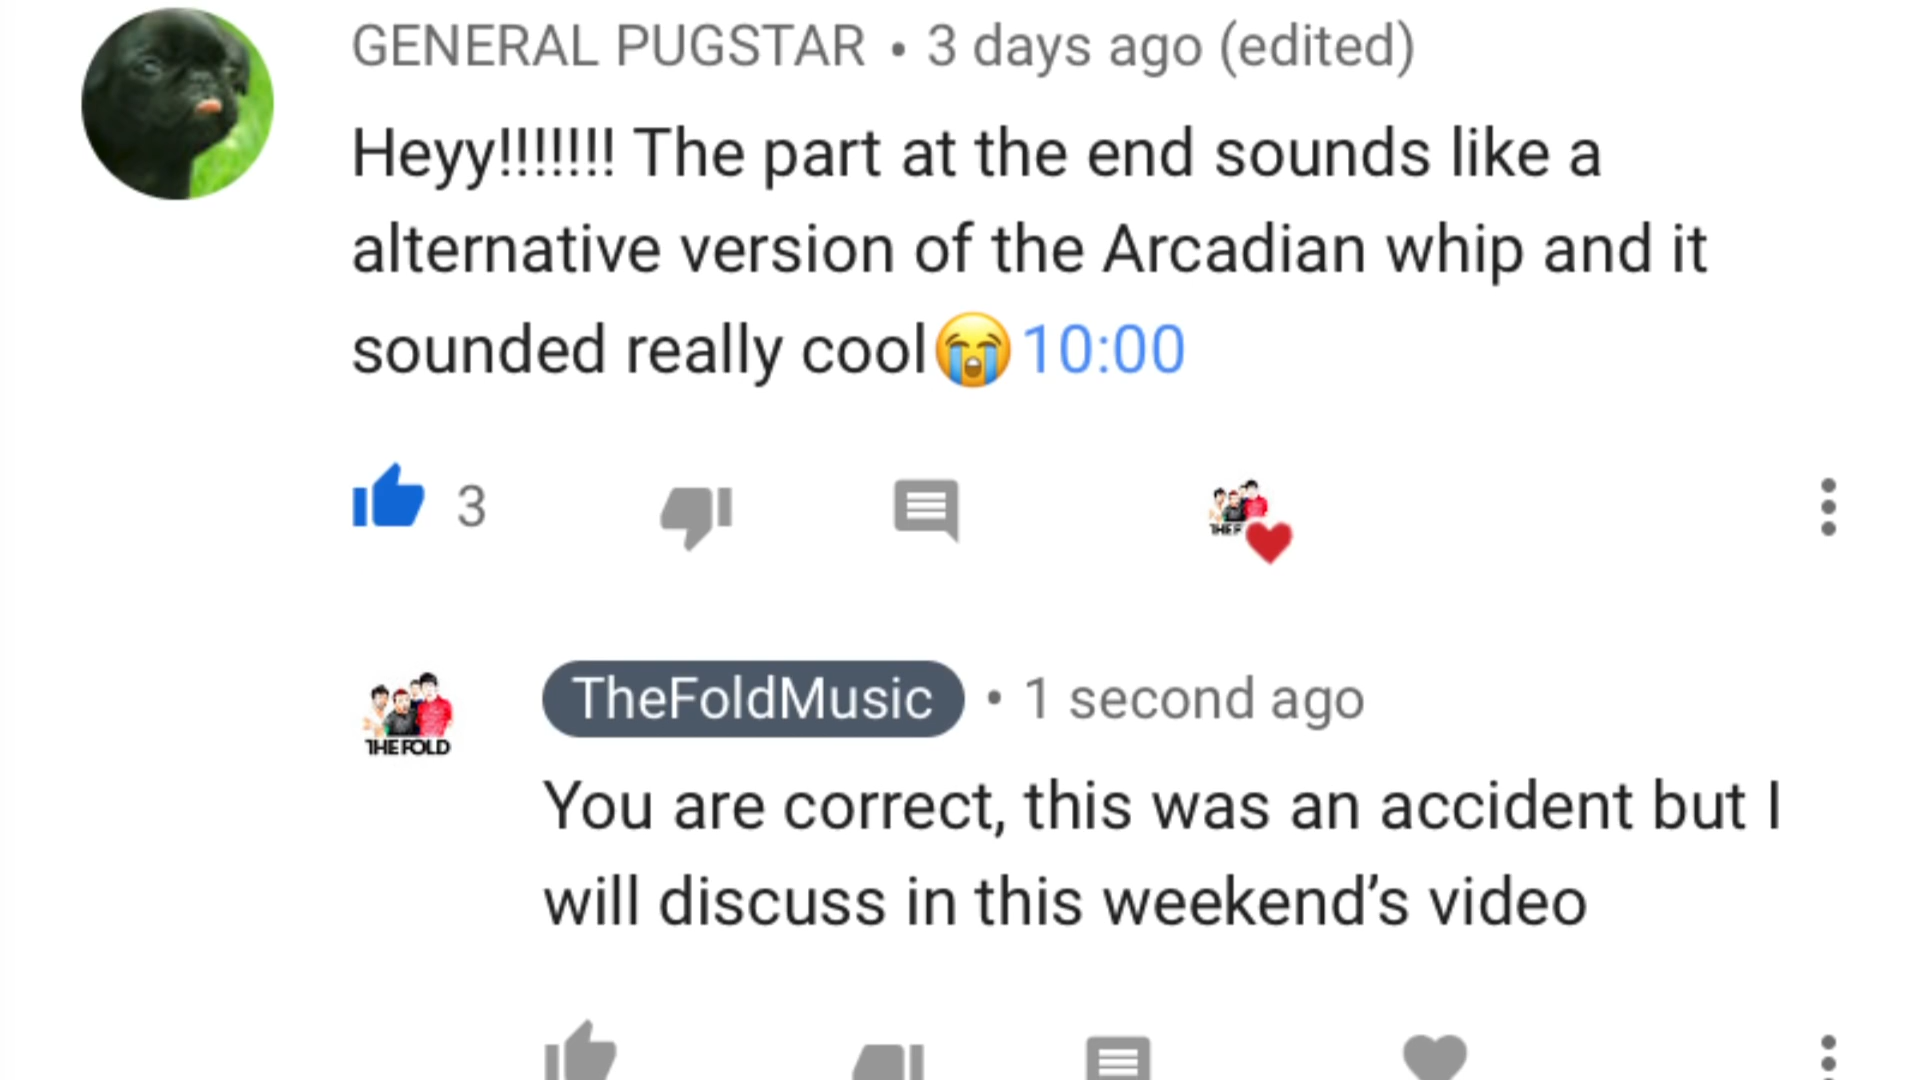 GENERAL PUGSTAR • 3 days ago (edited)
Heyy!!!!!!! The part at the end sounds like a
alternative version of the Arcadian whip and it
sounded really cool😭10:00
3
THE F
TheFoldMusic • 1 second ago
THE FOLD
You are correct, this was an accident but I
will discuss in this weekend’s video